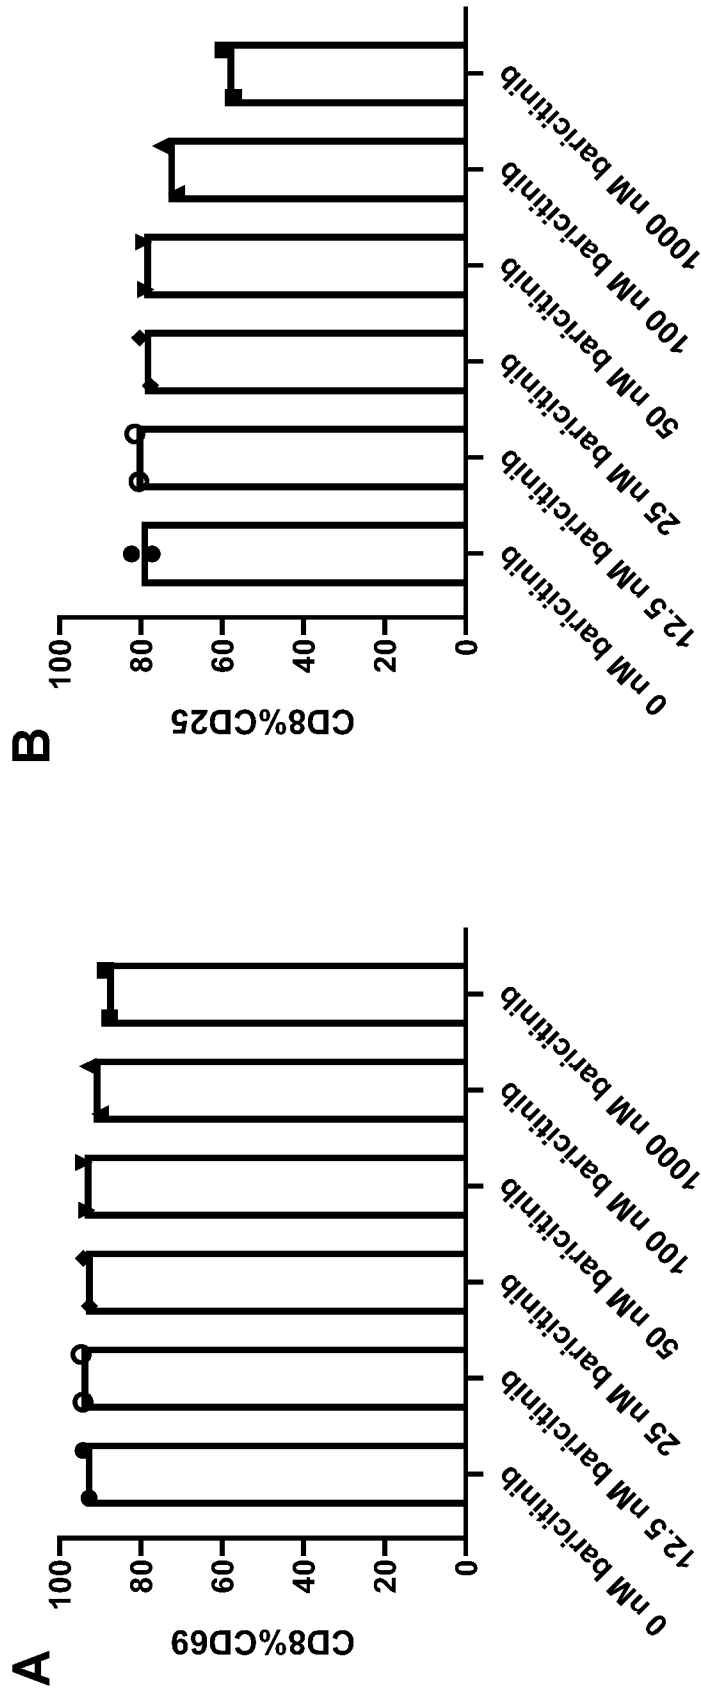 A
CD8%CD69
100
80
60
40
20
0
0 nM baricitinib
12.5 nM baricitinib
25 nM baricitinib
50 nM baricitinib
100 nM baricitinib
1000 nM baricitinib
B
CD8%CD25
100
80
60
40
20
0
0 nM baricitinib
12.5 nM baricitinib
25 nM baricitinib
50 nM baricitinib
100 nM baricitinib
1000 nM baricitinib